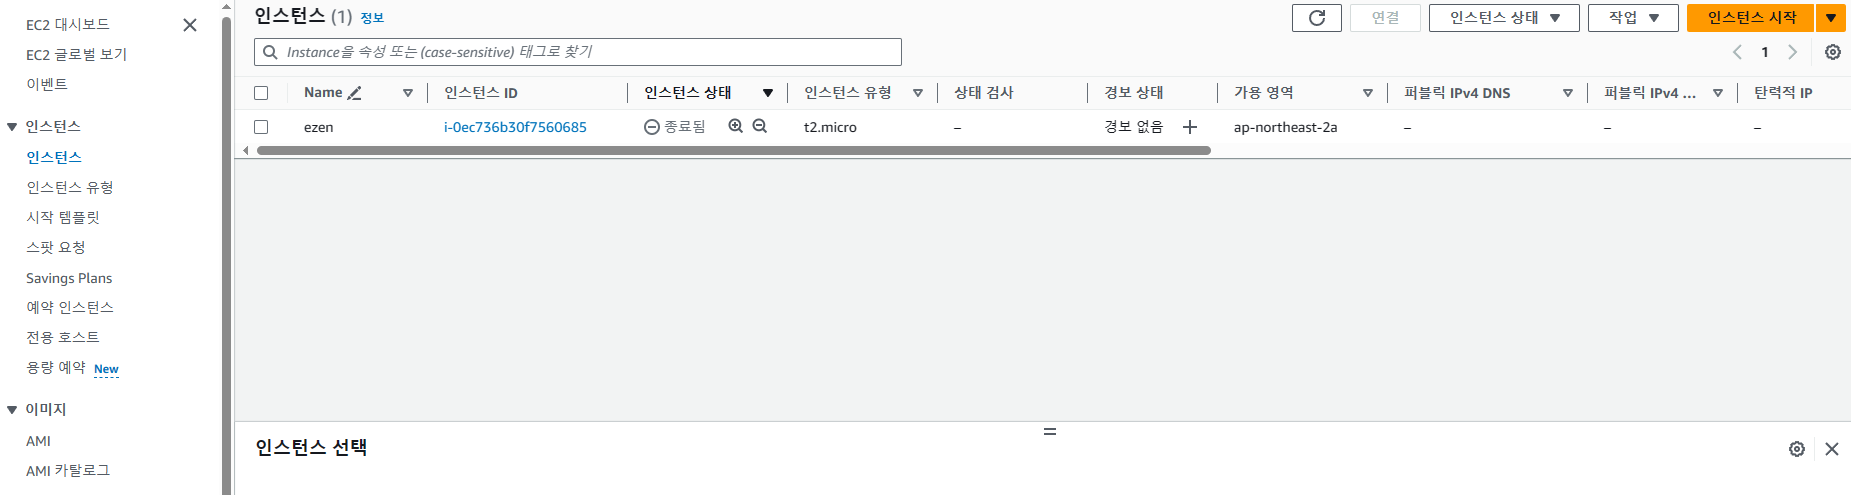 EC2 대시보드
EC2 글로벌 보기
이벤트
인스턴스
인스턴스
인스턴스 유형
시작 템플릿
스팟 요청
Savings Plans
예약 인스턴스
전용 호스트
용량 예약 New
이미지
AMI
AMI 카탈로그
인스턴스 (1) 정보
연결 인스턴스 상태 작업 인스턴스 시작
Instance을 속성 또는 (case-sensitive) 태그로 찾기
1
Name 인스턴스 ID 인스턴스 상태 인스턴스 유형 상태 검사 경보 상태 가용 영역 퍼블릭 IPv4 DNS 퍼블릭 IPv4 ... 탄력적 IP
ezen i-0ec736b30f7560685 종료됨 t2.micro – 경보 없음 ap-northeast-2a – – –
인스턴스 선택